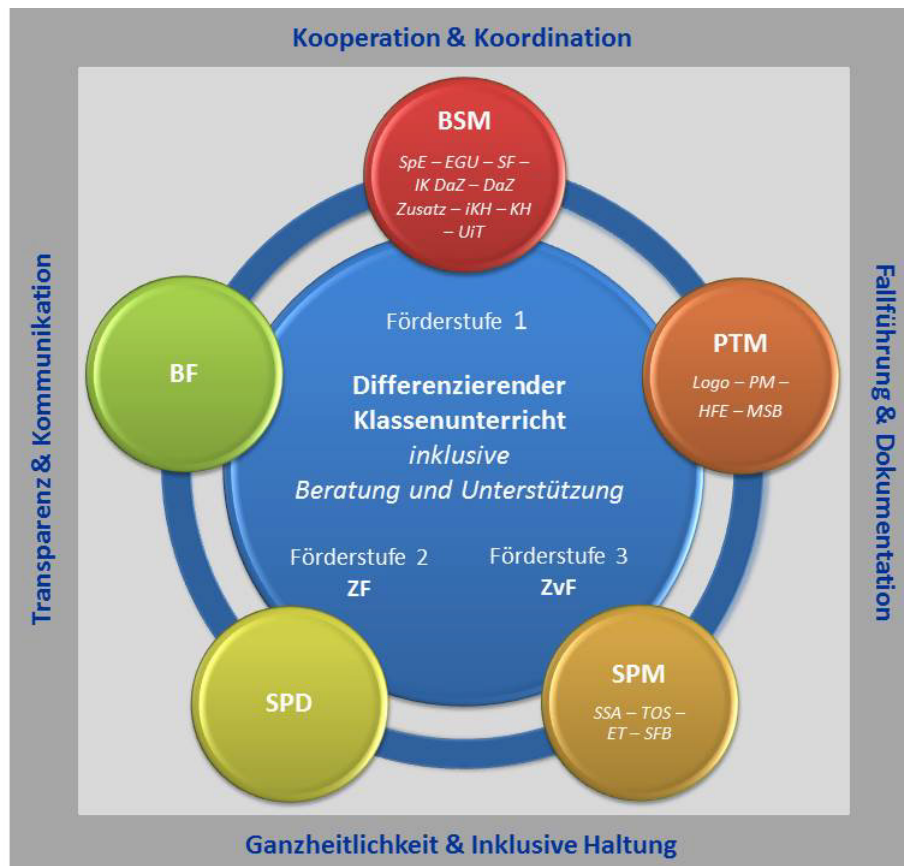 Kooperation & Koordination
BSM
SpE – EGU – SF –
IK DaZ – DaZ
Zusatz – iKH – KH
– UiT
Transparenz & Kommunikation
Fallführung & Dokumentation
BF
Förderstufe 1
Differenzierender
Klassenunterricht
inklusive
Beratung und Unterstützung
PTM
Logo – PM –
HFE – MSB
Förderstufe 2
ZF
Förderstufe 3
ZvF
SPD
SPM
SSA – TOS –
ET – SFB
Ganzheitlichkeit & Inklusive Haltung